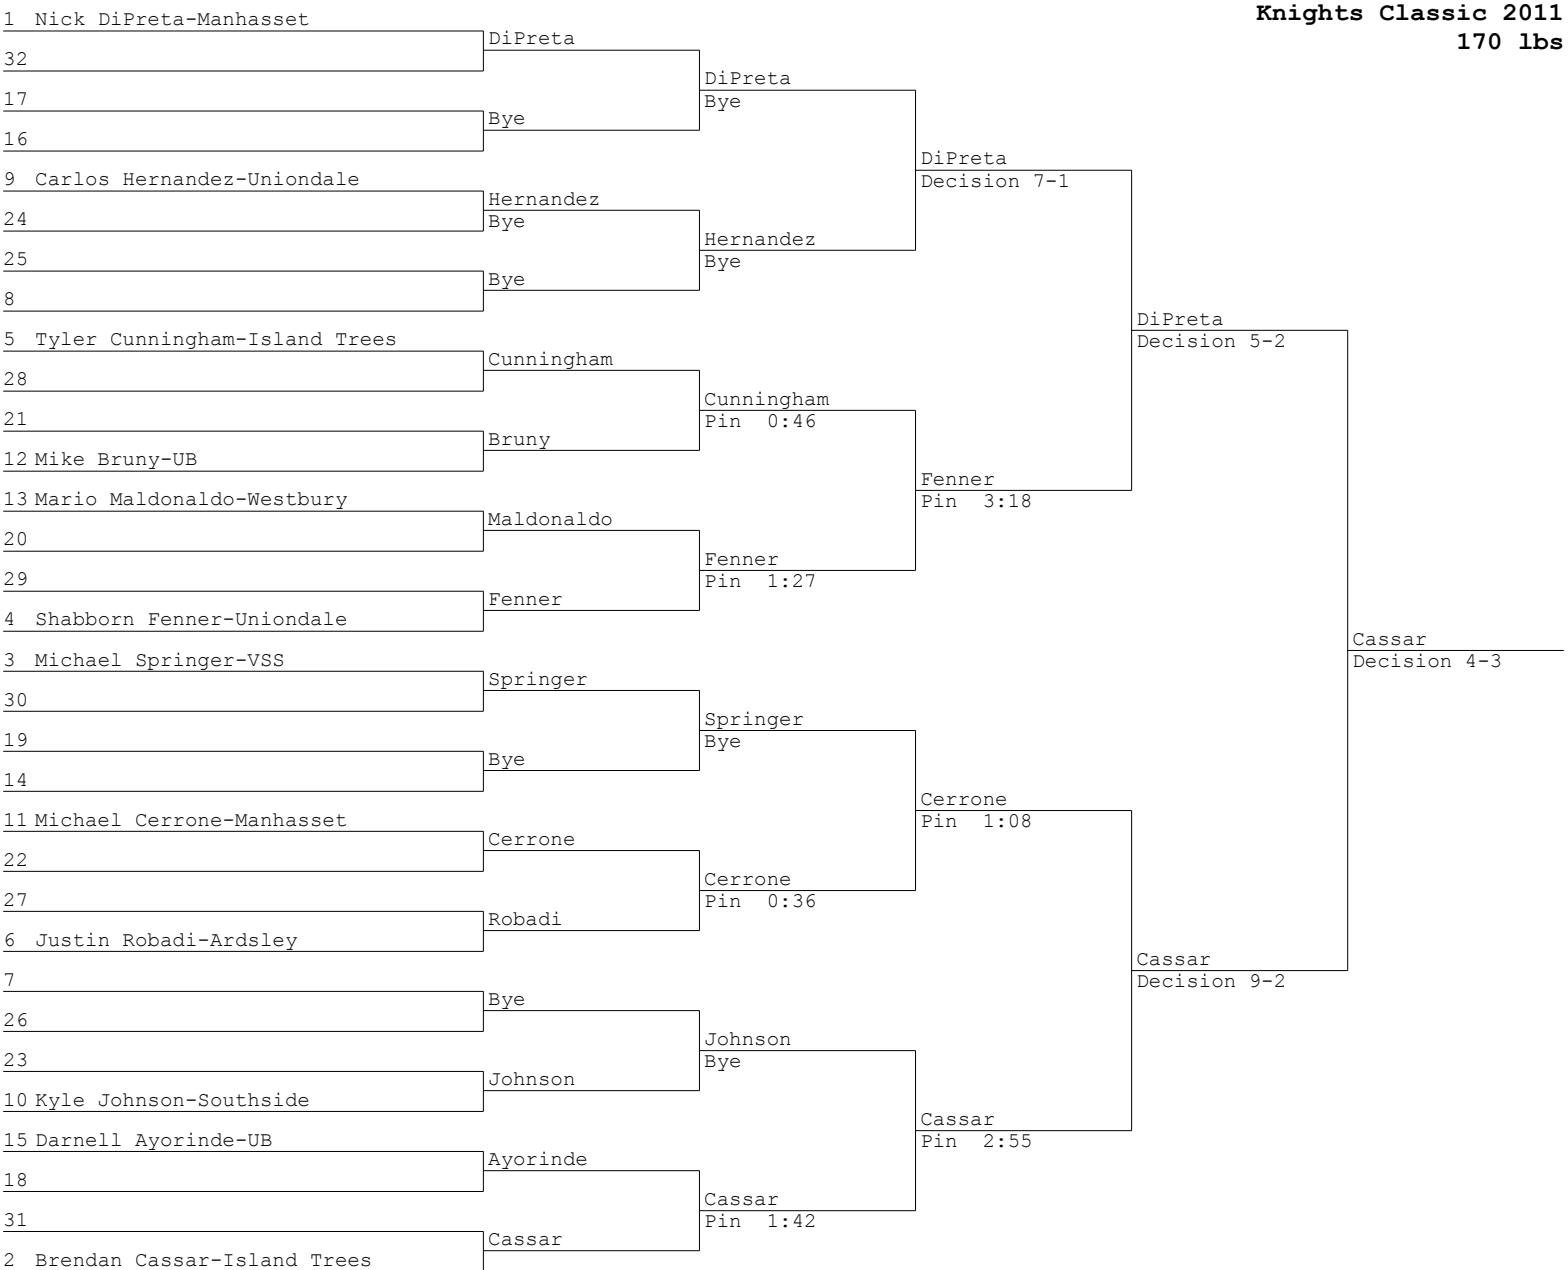 Knights Classic 2011
170 lbs
1 Nick DiPreta-Manhasset
32
17
16
9 Carlos Hernandez-Uniondale
24
25
8
5 Tyler Cunningham-Island Trees
28
21
12 Mike Bruny-UB
13 Mario Maldonaldo-Westbury
20
29
4 Shabborn Fenner-Uniondale
3 Michael Springer-VSS
30
19
14
11 Michael Cerrone-Manhasset
22
27
6 Justin Robadi-Ardsley
7
26
23
10 Kyle Johnson-Southside
15 Darnell Ayorinde-UB
18
31
2 Brendan Cassar-Island Trees
DiPreta
Bye
Hernandez
Bye
Bye
Cunningham
Bruny
Maldonaldo
Fenner
Springer
Bye
Cerrone
Robadi
Bye
Johnson
Ayorinde
Cassar
DiPreta
Bye
Hernandez
Bye
Cunningham
Pin 0:46
Fenner
Pin 1:27
Springer
Bye
Cerrone
Pin 0:36
Johnson
Bye
Cassar
Pin 1:42
DiPreta
Decision 7-1
Fenner
Pin 3:18
Cerrone
Pin 1:08
Cassar
Pin 2:55
DiPreta
Decision 5-2
Cassar
Decision 9-2
Cassar
Decision 4-3